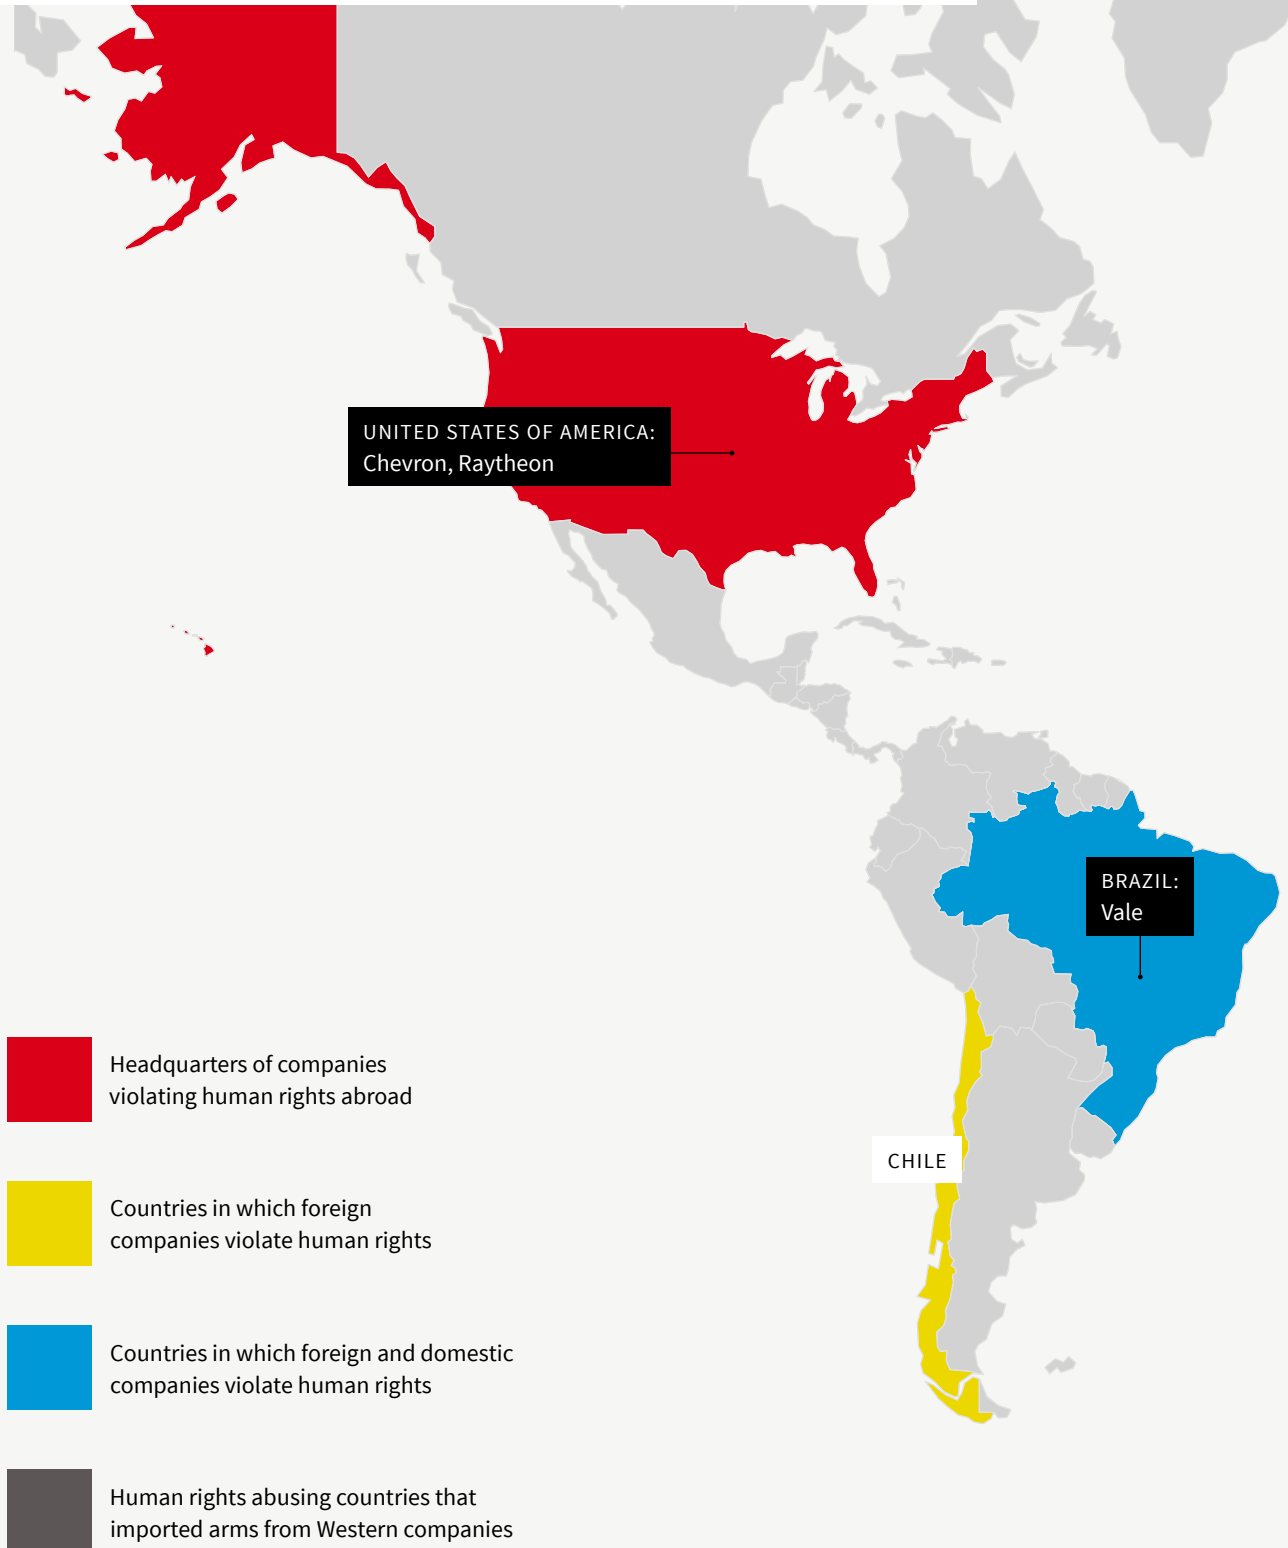 UNITED STATES OF AMERICA:
Chevron, Raytheon
BRAZIL:
Vale
CHILE
Headquarters of companies
violating human rights abroad
Countries in which foreign
companies violate human rights
Countries in which foreign and domestic
companies violate human rights
Human rights abusing countries that
imported arms from Western companies